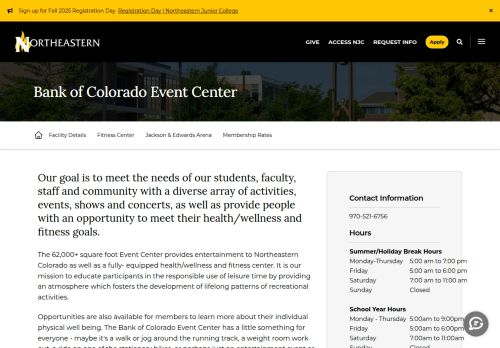 Sign up for Fall 2025 Registration Day Registration Day | Northeastern Junior College
×
NORTHEASTERN
GIVE ACCESS NJC REQUEST INFO Apply
Bank of Colorado Event Center
Facility Details Fitness Center Jackson & Edwards Arena Membership Rates
Our goal is to meet the needs of our students, faculty,
staff and community with a diverse array of activities,
events, shows and concerts, as well as provide people
with an opportunity to meet their health/wellness and
fitness goals.
The 62,000+ square foot Event Center provides entertainment to Northeastern
Colorado as well as a fully- equipped health/wellness and fitness center. It is our
mission to educate participants in the responsible use of leisure time by providing
an atmosphere which fosters the development of lifelong patterns of recreational
activities.
Opportunities are also available for members to learn more about their individual
physical well being. The Bank of Colorado Event Center has a little something for
everyone - maybe it's a walk or jog around the running track, a weight room work
Contact Information
970-521-6756
Hours
Summer/Holiday Break Hours
Monday-Thursday 5:00 am to 7:00 pm
Friday 5:00 am to 6:00 pm
Saturday 7:00 am to 11:00 am
Sunday Closed
School Year Hours
Monday - Thursday 5:00am to 9:00pm
Friday 5:00am to 6:00pm
Saturday 7:00am to
Sunday Closed